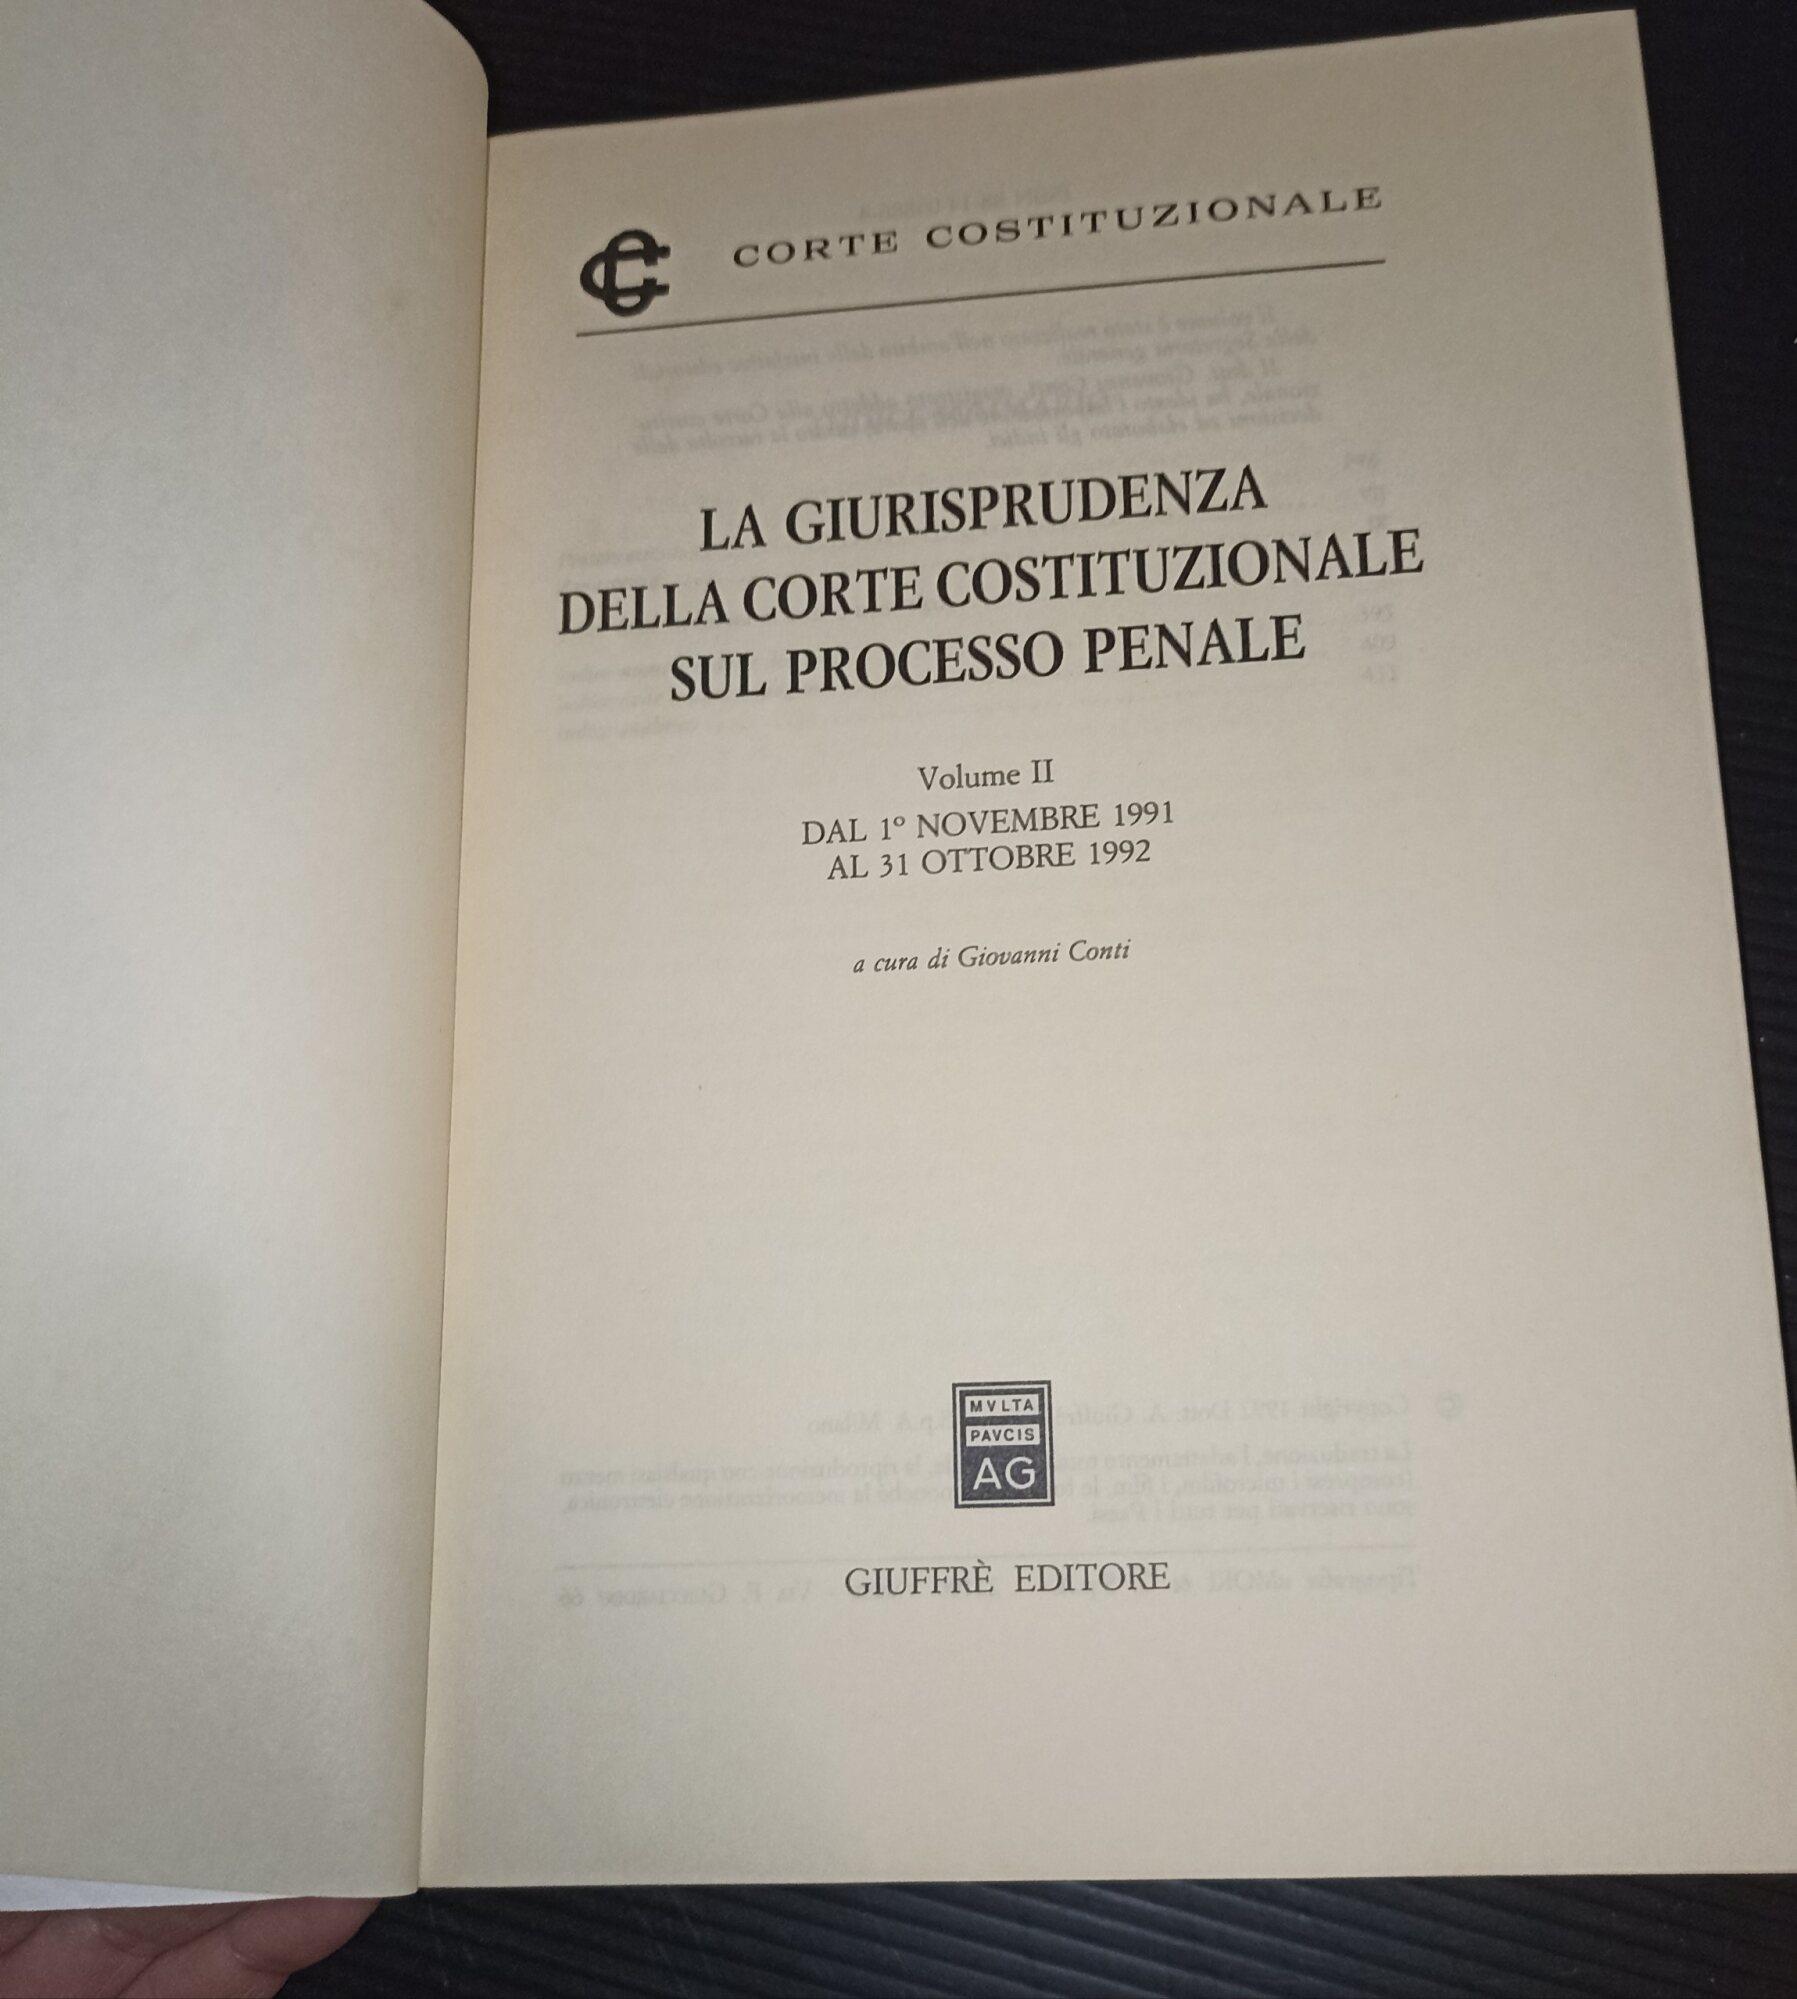 CORTE COSTITUZIONALE
LA GIURISPRUDENZA
DELLA CORTE COSTITUZIONALE
SUL PROCESSO PENALE
Volume II
DAL 1º NOVEMBRE 1991
AL 31 OTTOBRE 1992
a cura di Giovanni Conti
MVLTA
PAVCIS
AG
GIUFFRÈ EDITORE